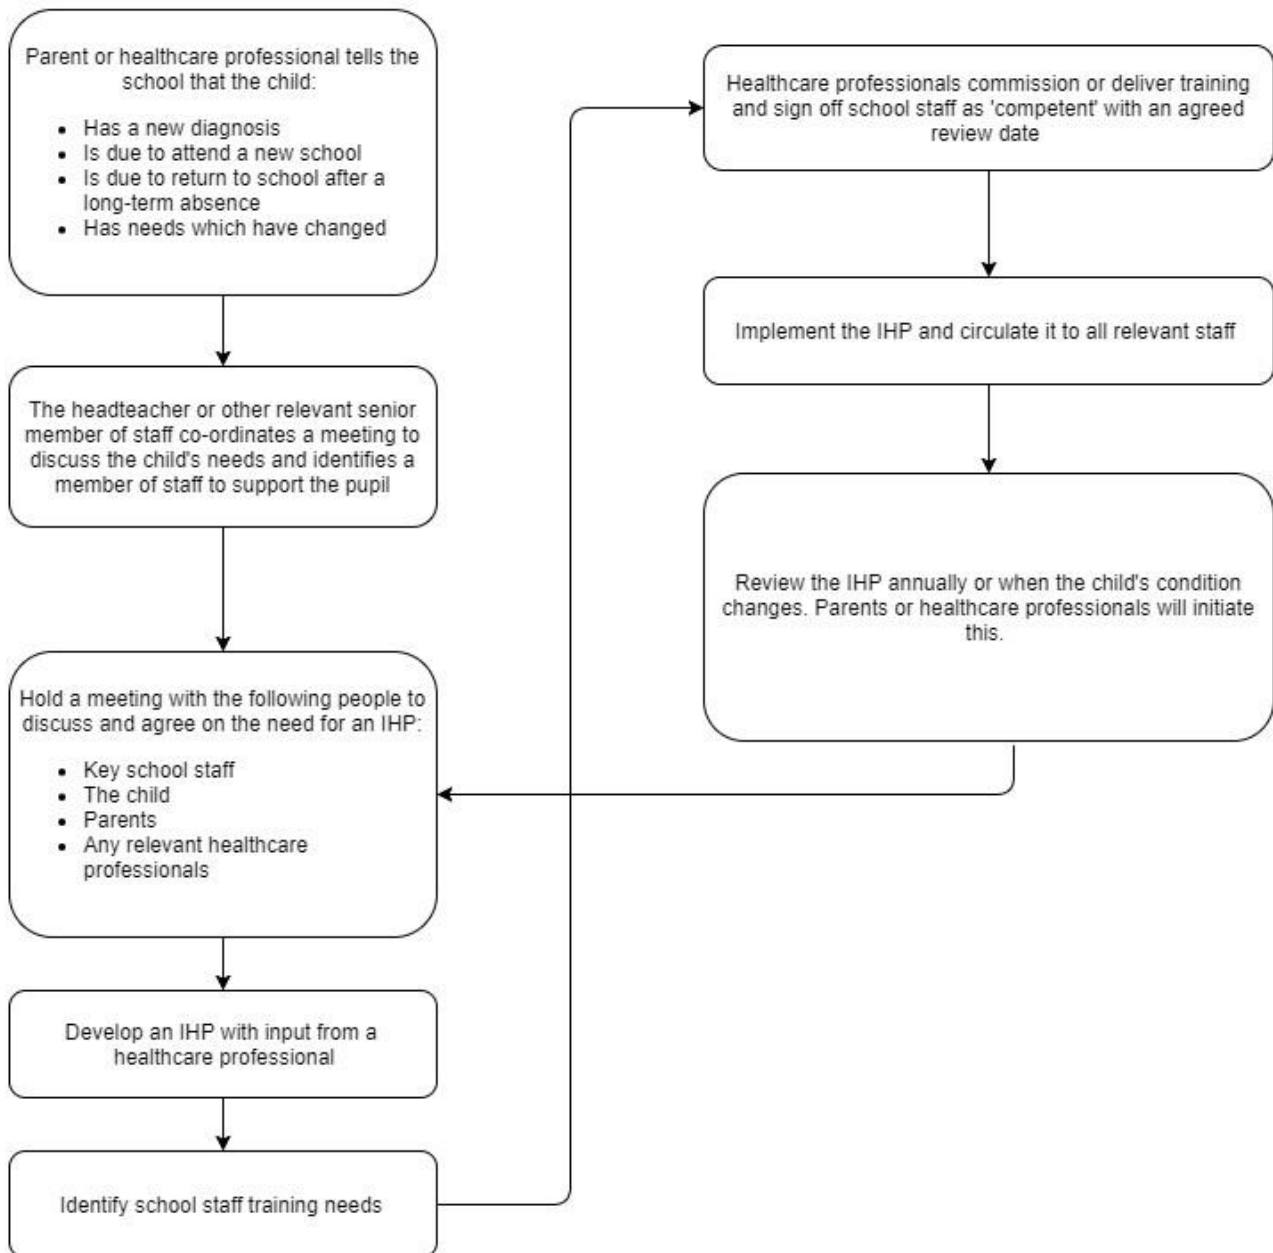 Parent or healthcare professional tells the
school that the child:
• Has a new diagnosis
• Is due to attend a new school
• Is due to return to school after a
long-term absence
• Has needs which have changed
The headteacher or other relevant senior
member of staff co-ordinates a meeting to
discuss the child's needs and identifies a
member of staff to support the pupil
Hold a meeting with the following people to
discuss and agree on the need for an IHP:
• Key school staff
• The child
• Parents
• Any relevant healthcare
professionals
Develop an IHP with input from a
healthcare professional
Identify school staff training needs
Healthcare professionals commission or deliver training
and sign off school staff as 'competent' with an agreed
review date
Implement the IHP and circulate it to all relevant staff
Review the IHP annually or when the child's condition
changes. Parents or healthcare professionals will initiate
this.